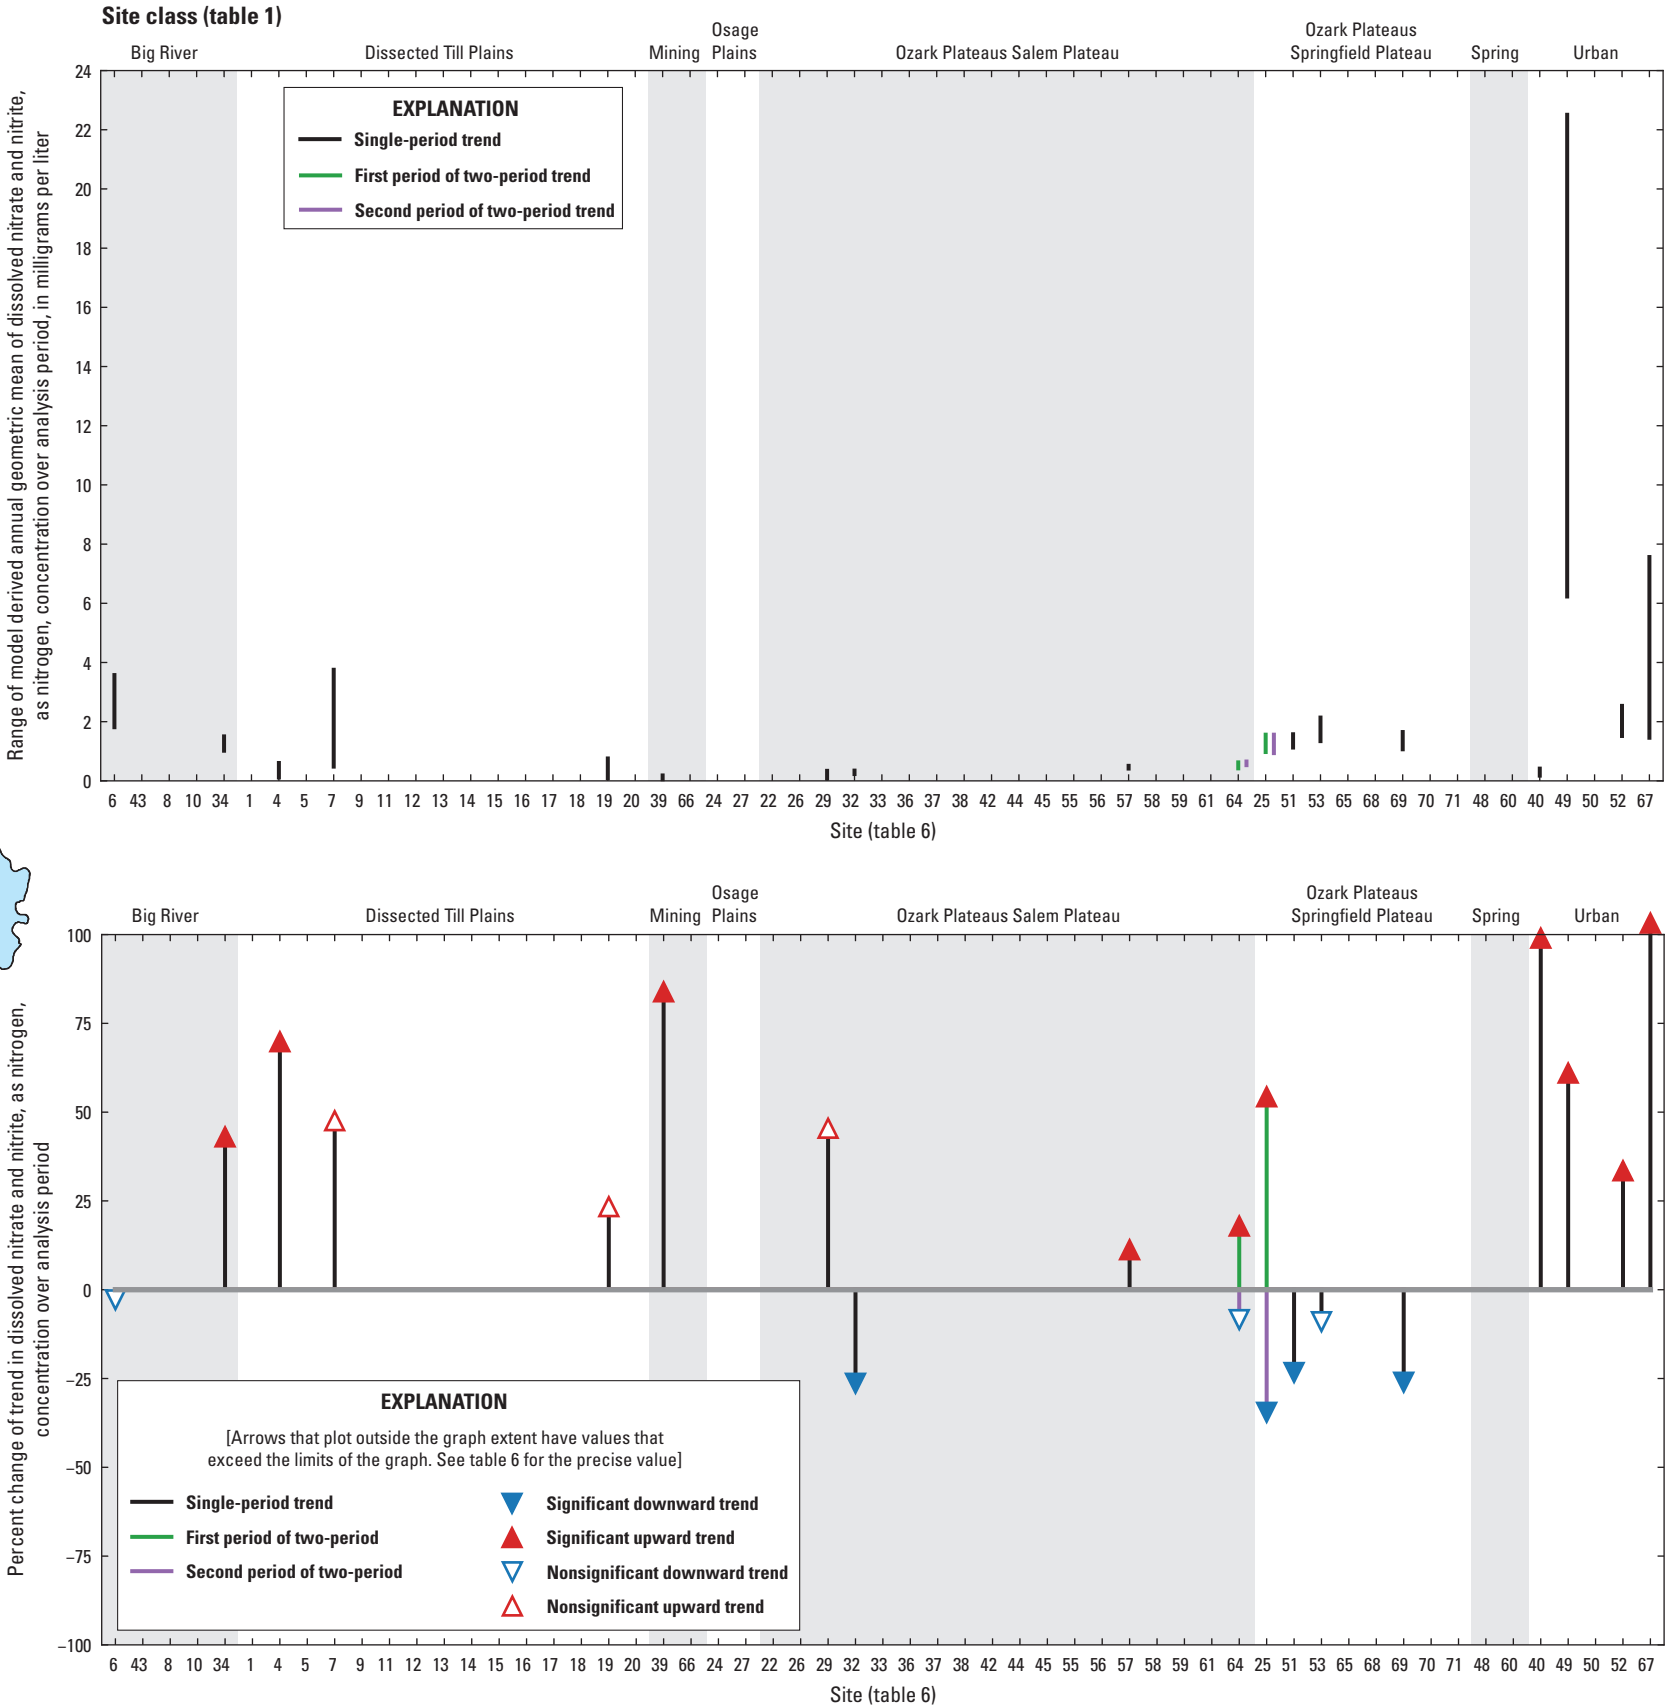 Site class (table 1)
Big River
Dissected Till Plains
Mining
Osage
Plains
Ozark Plateaus Salem Plateau
Ozark Plateaus
Springfield Plateau
Spring
Urban
Range of model derived annual geometric mean of dissolved nitrate and nitrite,
as nitrogen, concentration over analysis period, in milligrams per liter
24
22
20
18
16
14
12
10
8
6
4
2
0
EXPLANATION
Single-period trend
First period of two-period trend
Second period of two-period trend
6 43 8 10 34 1 4 5 7 9 11 12 13 14 15 16 17 18 19 20 39 66 24 27 22 26 29 32 33 36 37 38 42 44 45 55 56 57 58 59 61 64 25 51 53 65 68 69 70 71 48 60 40 49 50 52 67
Site (table 6)
Big River
Dissected Till Plains
Mining
Osage
Plains
Ozark Plateaus Salem Plateau
Ozark Plateaus
Springfield Plateau
Spring
Urban
Percent change of trend in dissolved nitrate and nitrite, as nitrogen,
concentration over analysis period
100
75
50
25
0
−25
−50
−75
−100
EXPLANATION
[Arrows that plot outside the graph extent have values that
exceed the limits of the graph. See table 6 for the precise value]
Single-period trend
First period of two-period
Second period of two-period
Significant downward trend
Significant upward trend
Nonsignificant downward trend
Nonsignificant upward trend
6 43 8 10 34 1 4 5 7 9 11 12 13 14 15 16 17 18 19 20 39 66 24 27 22 26 29 32 33 36 37 38 42 44 45 55 56 57 58 59 61 64 25 51 53 65 68 69 70 71 48 60 40 49 50 52 67
Site (table 6)